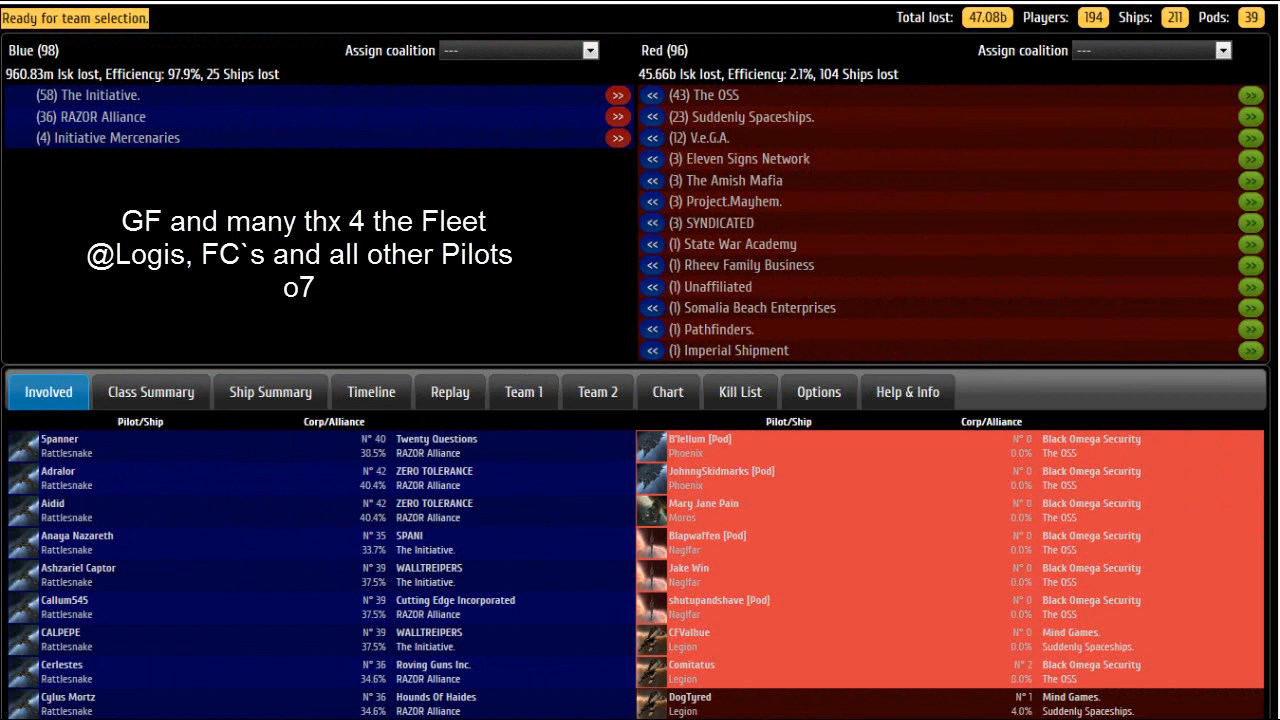 Ready for team selection.
Total lost: 47.08b Players: 194 Ships: 211 Pods: 39
Blue (98) Assign coalition ---
960.83m Isk lost, Efficiency: 97.9%, 25 Ships lost
(58) The Initiative. >>
(36) RAZOR Alliance >>
(4) Initiative Mercenaries >>
GF and many thx 4 the Fleet
@Logis, FC`s and all other Pilots
o7
Red (96) Assign coalition ---
45.66b Isk lost, Efficiency: 2.1%, 104 Ships lost
<< (43) The OSS >>
<< (23) Suddenly Spaceships. >>
<< (12) V.e.G.A. >>
<< (3) Eleven Signs Network >>
<< (3) The Amish Mafia >>
<< (3) Project.Mayhem. >>
<< (3) SYNDICATED >>
<< (1) State War Academy >>
<< (1) Rheev Family Business >>
<< (1) Unaffiliated >>
<< (1) Somalia Beach Enterprises >>
<< (1) Pathfinders. >>
<< (1) Imperial Shipment >>
Involved Class Summary Ship Summary Timeline Replay Team 1 Team 2 Chart Kill List Options Help & Info
Pilot/Ship Corp/Alliance
Spanner N° 40 Twenty Questions
Rattlesnake 38.5% RAZOR Alliance
Adralor N° 42 ZERO TOLERANCE
Rattlesnake 40.4% RAZOR Alliance
Aidid N° 42 ZERO TOLERANCE
Rattlesnake 40.4% RAZOR Alliance
Anaya Nazareth N° 35 SPANI
Rattlesnake 33.7% The Initiative.
Ashzariel Captor N° 39 WALLTREIPERS
Rattlesnake 37.5% The Initiative.
Callum545 N° 39 Cutting Edge Incorporated
Rattlesnake 37.5% RAZOR Alliance
CALPEPE N° 39 WALLTREIPERS
Rattlesnake 37.5% The Initiative.
Cerlestes N° 36 Roving Guns Inc.
Rattlesnake 34.6% RAZOR Alliance
Cylus Mortz N° 36 Hounds Of Haides
Rattlesnake 34.6% RAZOR Alliance
Pilot/Ship Corp/Alliance
B'lellum [Pod] N° 0 Black Omega Security
Phoenix 0.0% The OSS
JohnnySkidmarks [Pod] N° 0 Black Omega Security
Phoenix 0.0% The OSS
Mary Jane Pain N° 0 Black Omega Security
Moros 0.0% The OSS
Blapwaffen [Pod] N° 0 Black Omega Security
Naglfar 0.0% The OSS
Jake Win N° 0 Black Omega Security
Naglfar 0.0% The OSS
shutupandshave [Pod] N° 0 Black Omega Security
Naglfar 0.0% The OSS
CFValhue N° 0 Mind Games.
Legion 0.0% Suddenly Spaceships.
Comitatus N° 2 Black Omega Security
Legion 8.0% The OSS
DogTyred N° 1 Mind Games.
Legion 4.0% Suddenly Spaceships.